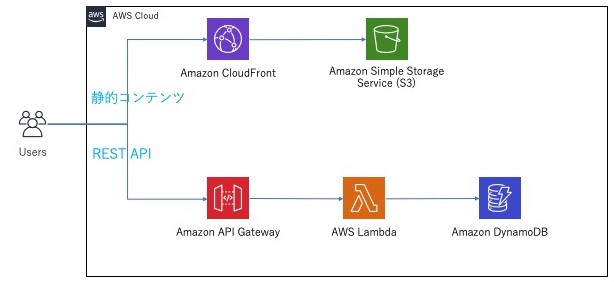 aws
AWS Cloud
Amazon CloudFront
Amazon Simple Storage
Service (S3)
静的コンテンツ
Users
REST API
Amazon API Gateway
AWS Lambda
Amazon DynamoDB